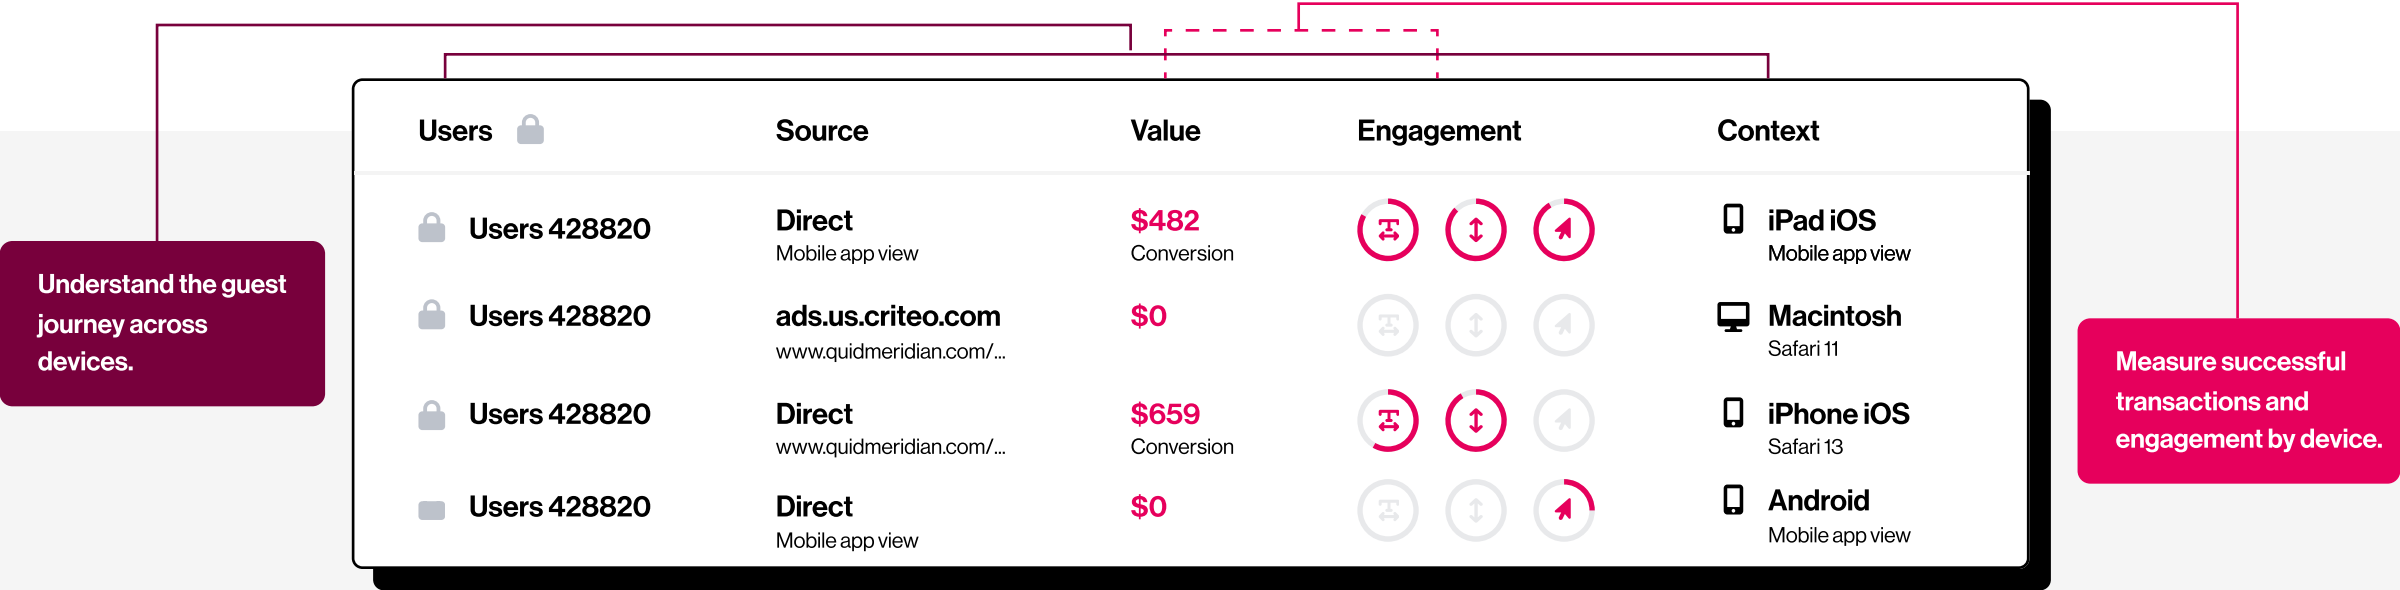 Users Source Value Engagement Context
Users 428820 Direct $482 iPad iOS
Mobile app view Conversion Mobile app view
Users 428820 ads.us.criteo.com $0 Macintosh
www.quidmeridian.com/... Safari 11
Users 428820 Direct $659 iPhone iOS
www.quidmeridian.com/... Conversion Safari 13
Users 428820 Direct $0 Android
Mobile app view Mobile app view
Understand the guest
journey across
devices.
Measure successful
transactions and
engagement by device.